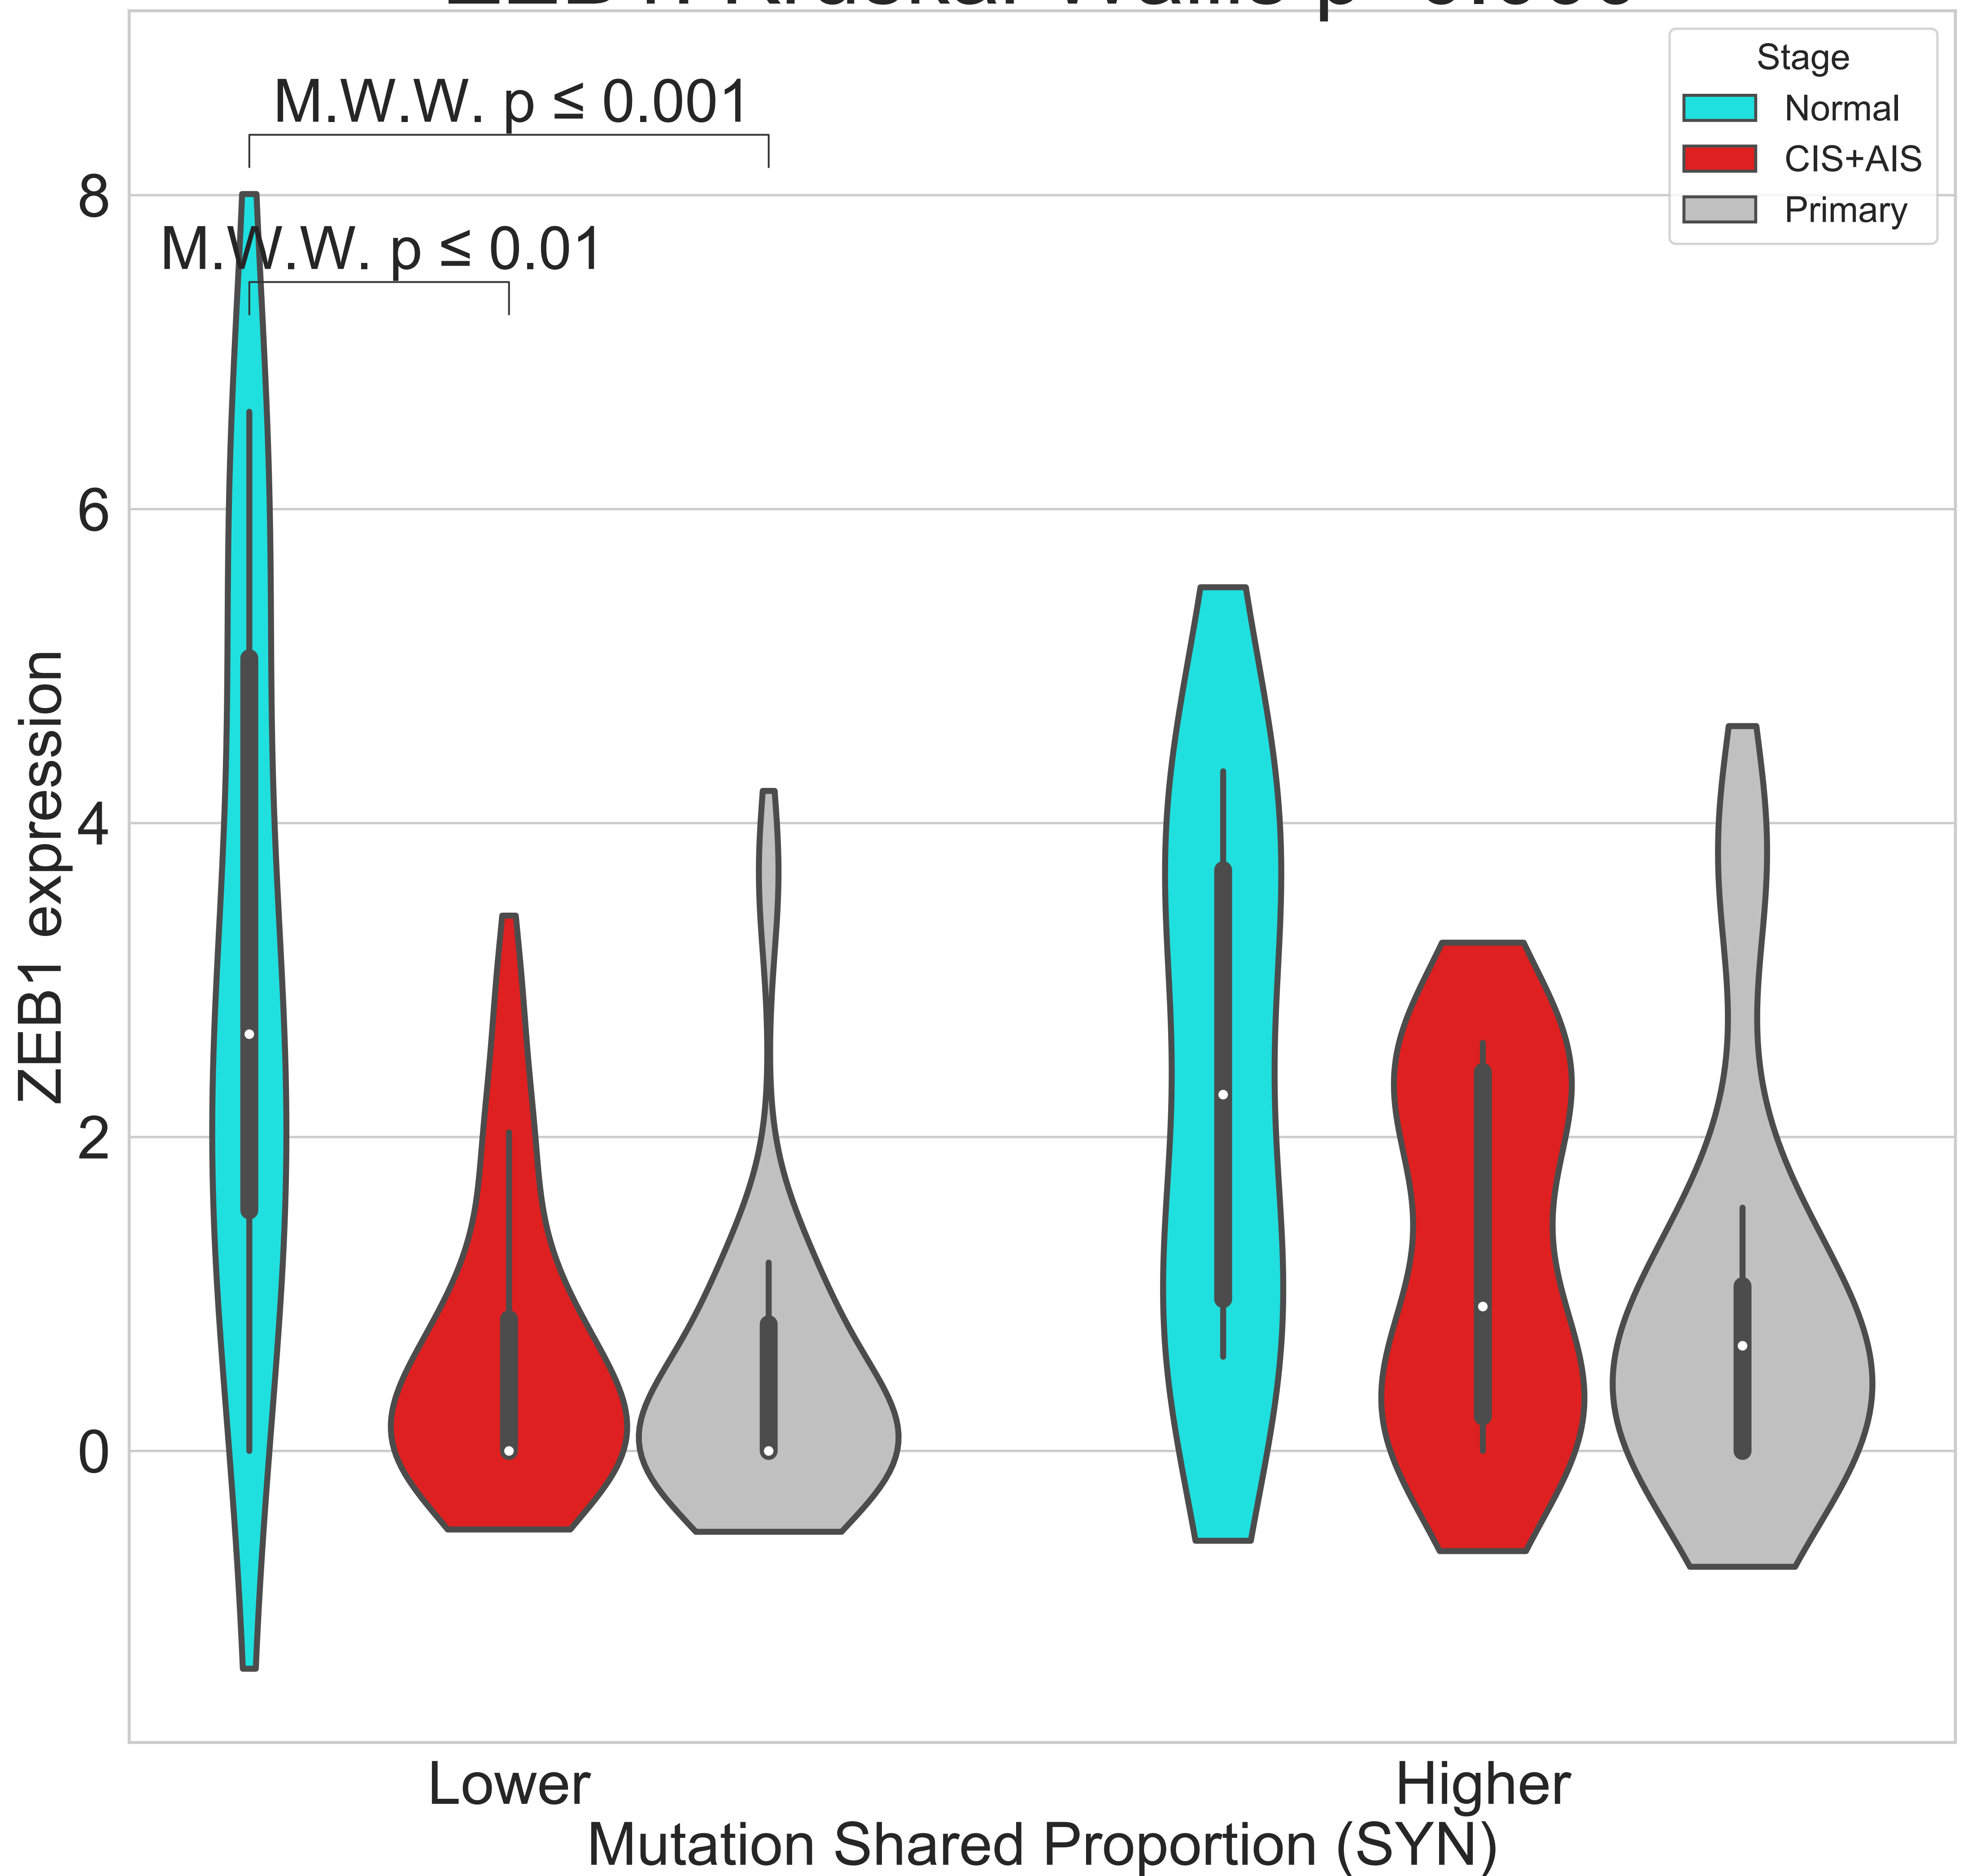 M.W.W. p ≤ 0.001
M.W.W. p ≤ 0.01
Stage
Normal
CIS+AIS
Primary
8
6
4
2
0
ZEB1 expression
Lower
Higher
Mutation Shared Proportion (SYN)